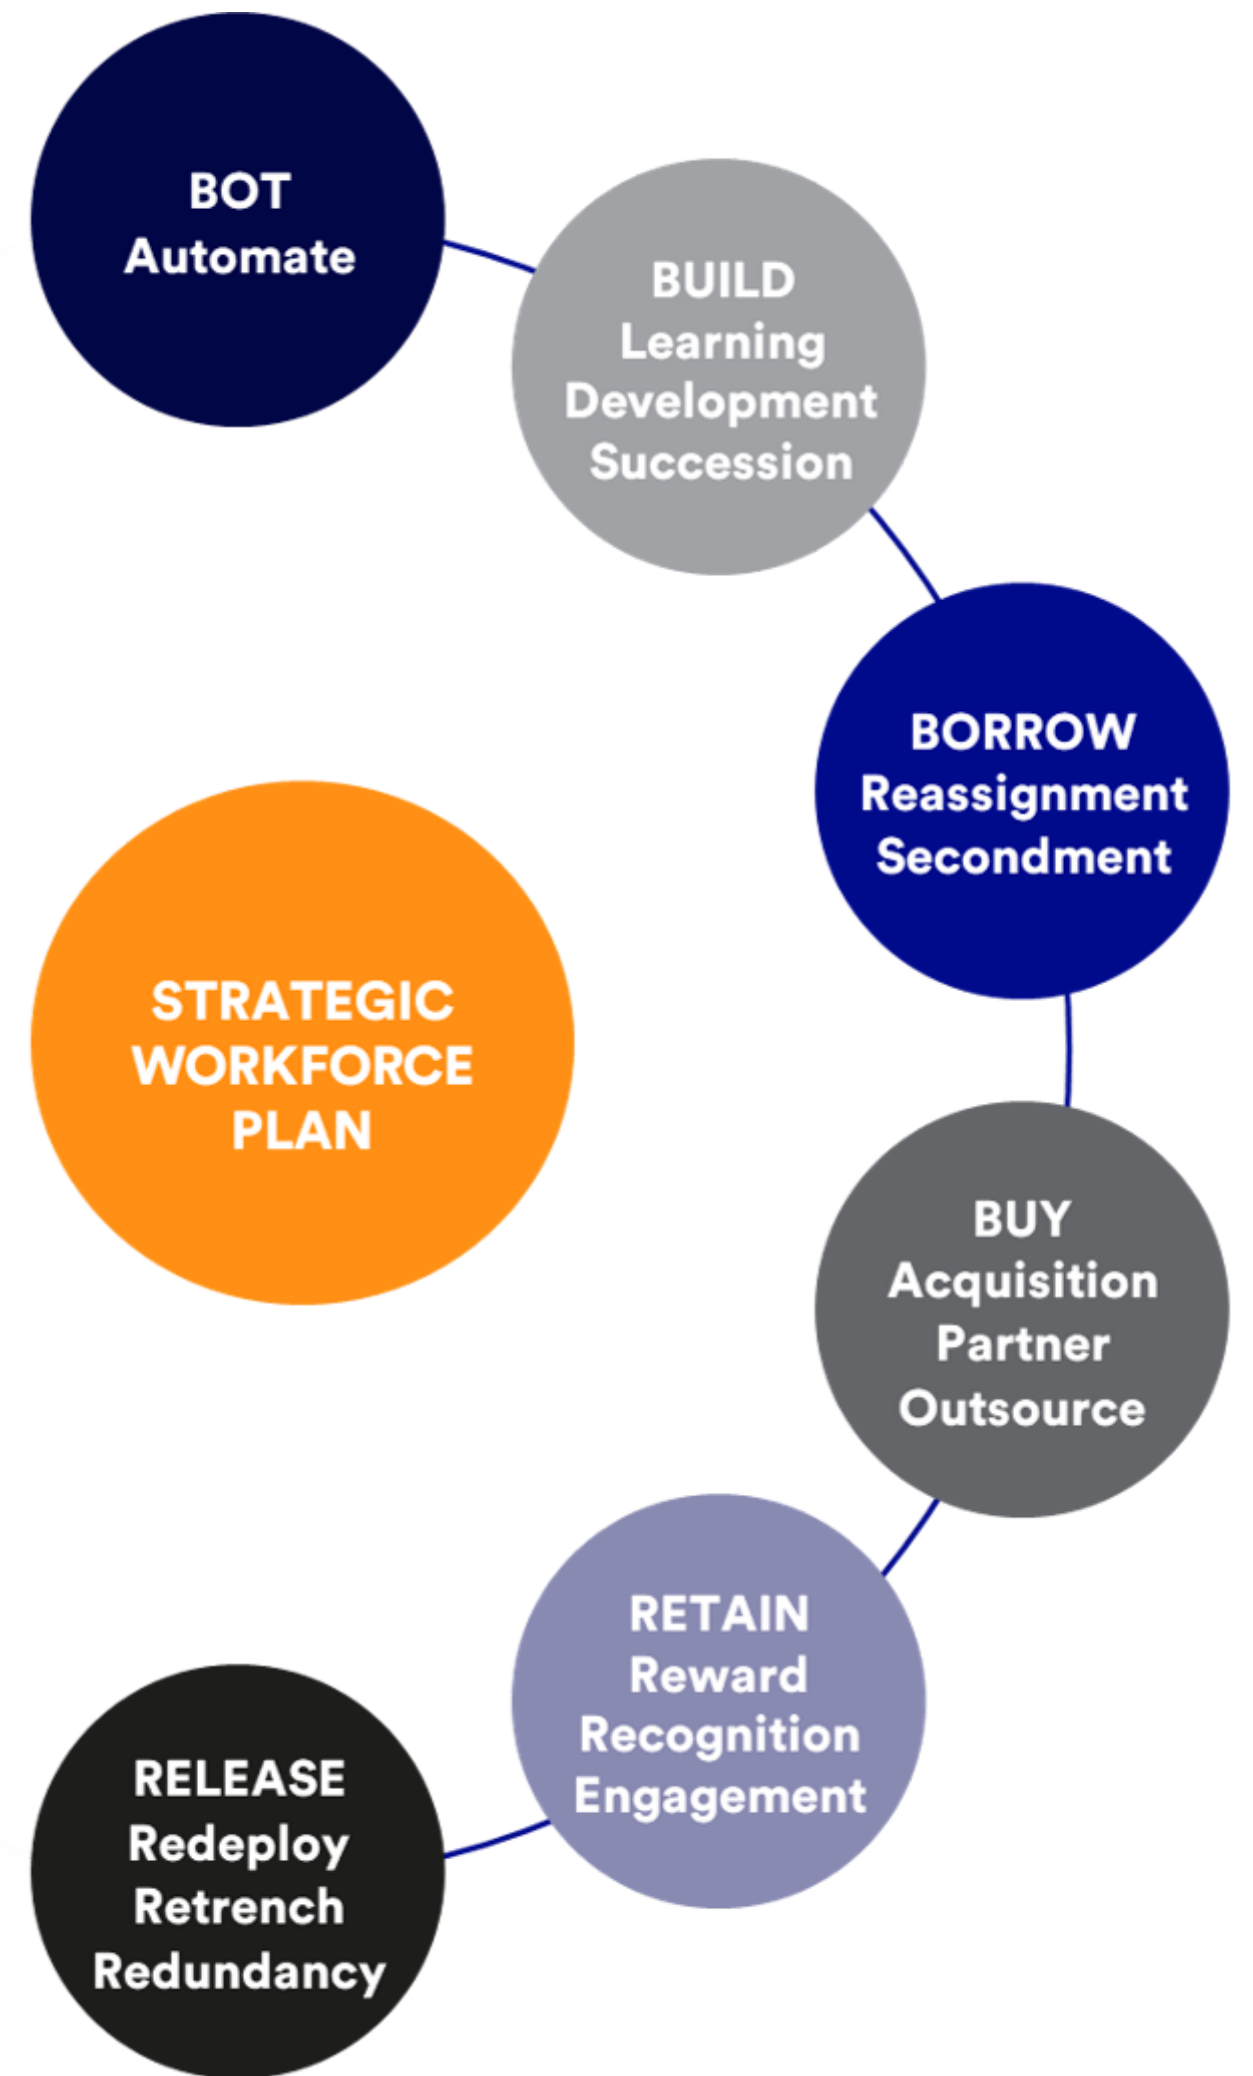 BOT
Automate
BUILD
Learning
Development
Succession
BORROW
Reassignment
Secondment
STRATEGIC
WORKFORCE
PLAN
BUY
Acquisition
Partner
Outsource
RETAIN
Reward
Recognition
Engagement
RELEASE
Redeploy
Retrench
Redundancy